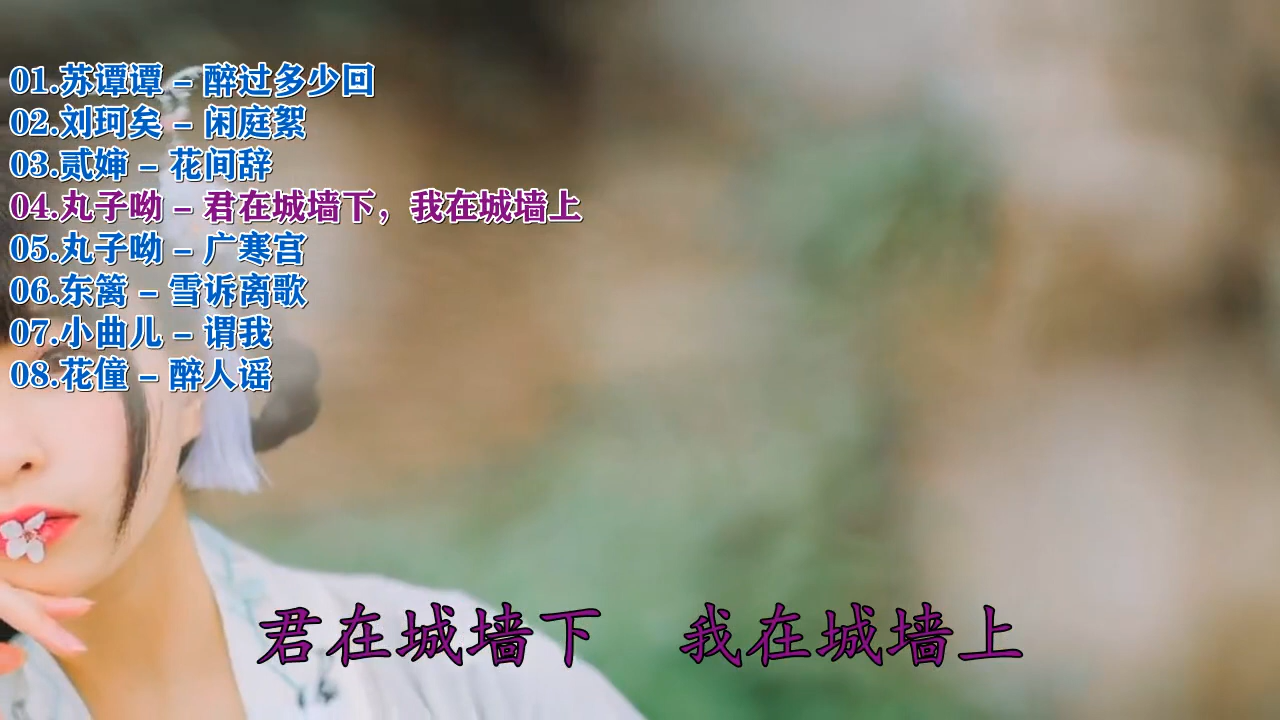 01.苏谭谭 – 醉过多少回
02.刘珂矣 – 闲庭絮
03.贰婶 – 花间辞
04.丸子呦 – 君在城墙下，我在城墙上
05.丸子呦 – 广寒宫
06.东篱 – 雪诉离歌
07.小曲儿 – 谓我
08.花僮 – 醉人谣
君在城墙下 我在城墙上